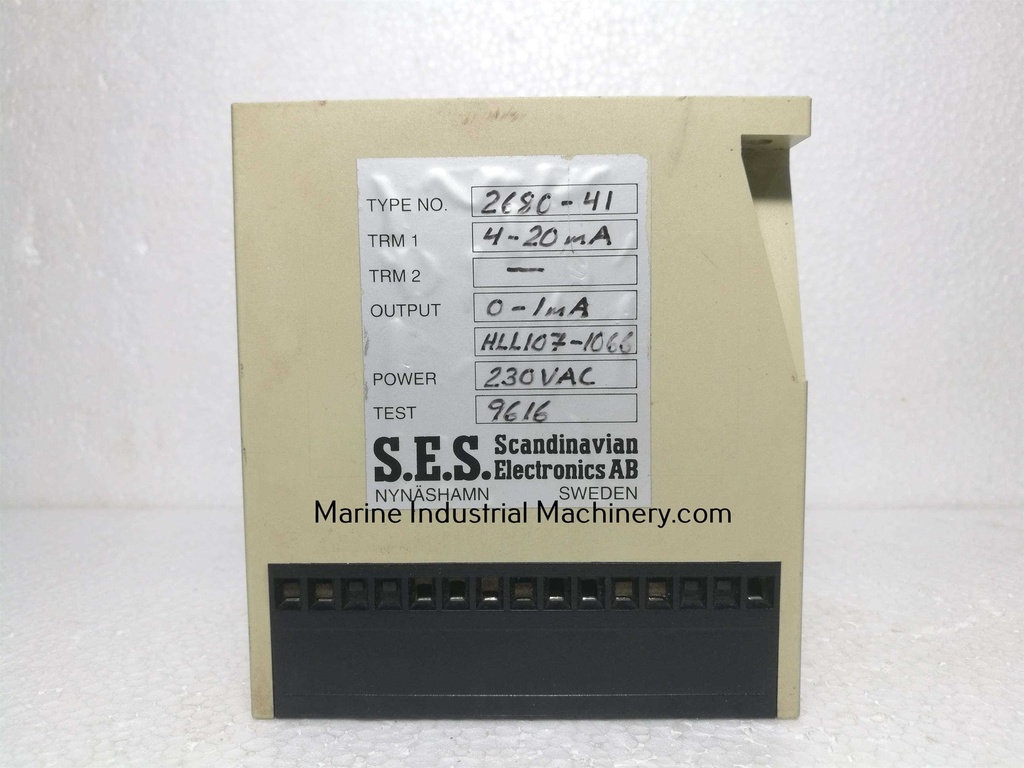 TYPE NO. 2680-41
TRM 1 4-20mA
TRM 2 —
OUTPUT 0-1mA
HLL107-1066
POWER 230VAC
TEST 9616
S.E.S. Scandinavian
Electronics AB
NYNÄSHAMN SWEDEN
Marine Industrial Machinery.com